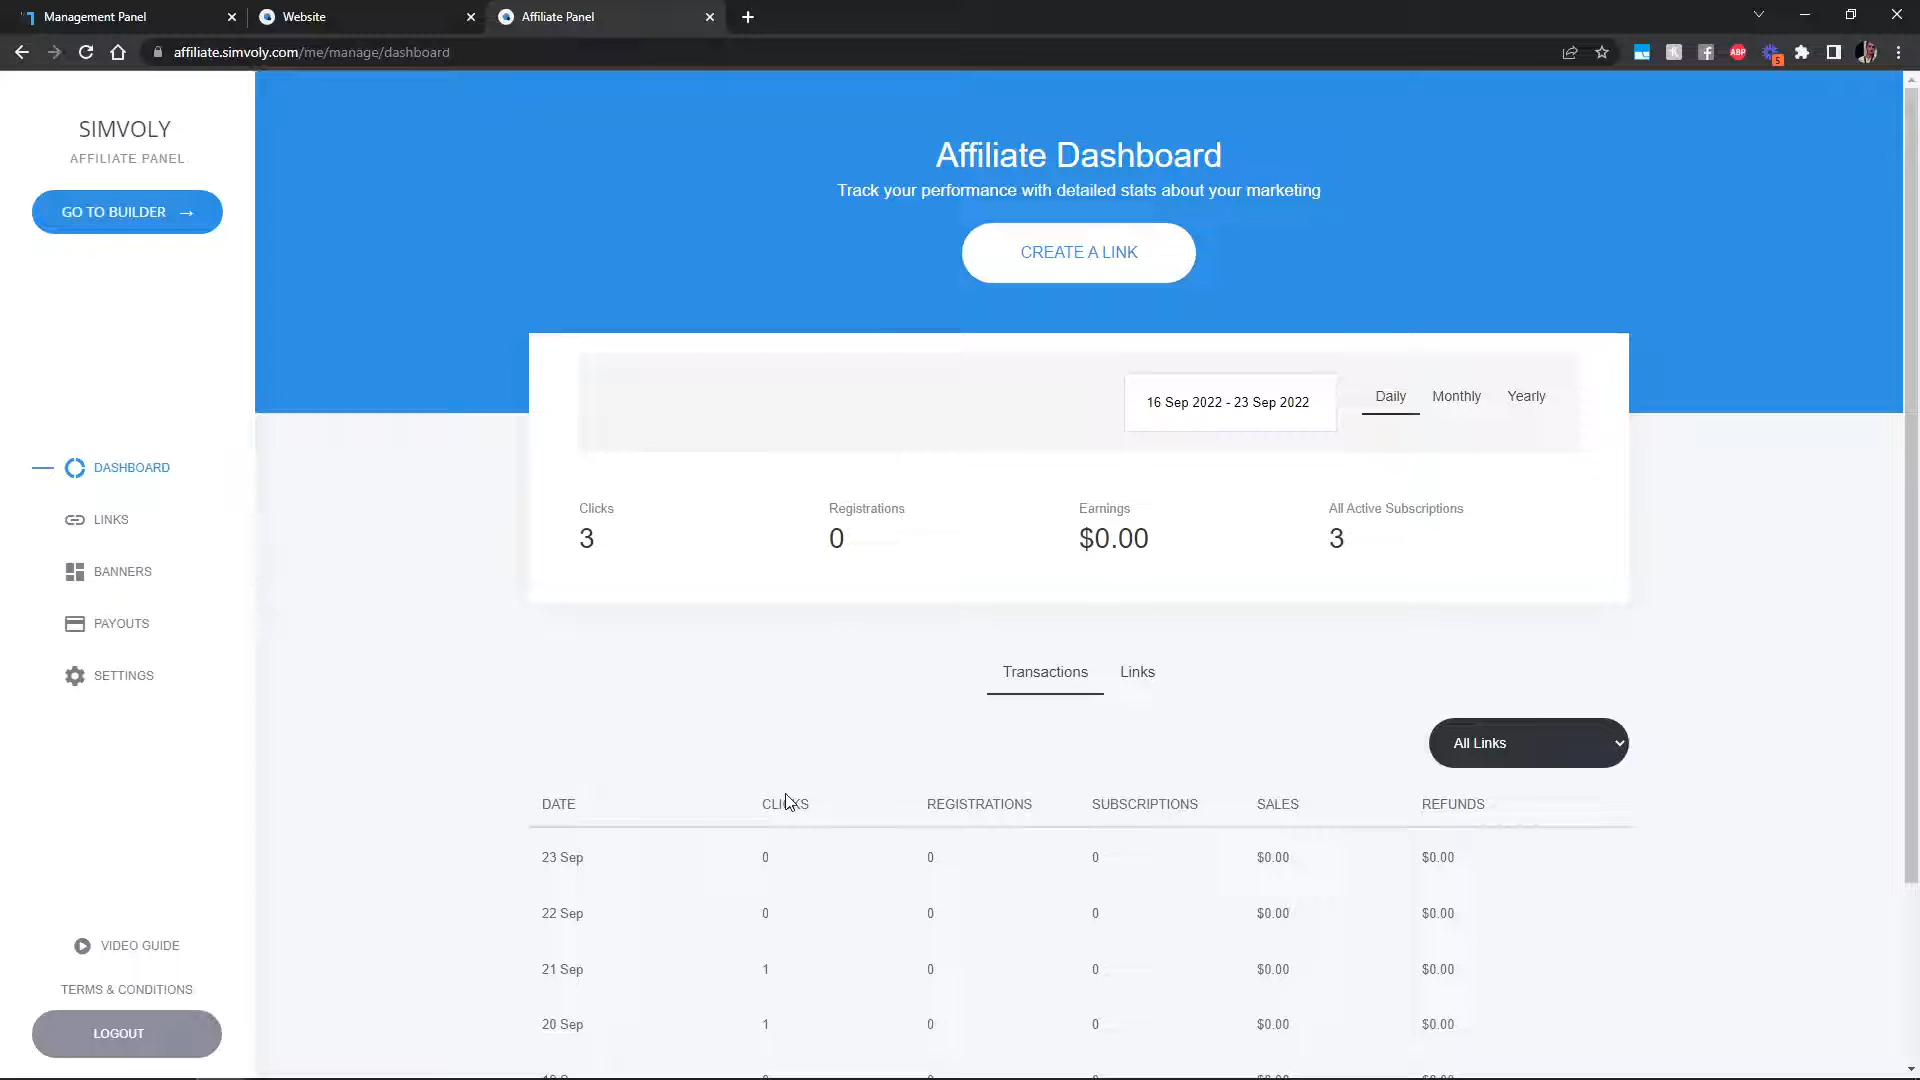 Management Panel
Website
Affiliate Panel
affiliate.simvoly.com/me/manage/dashboard
ABP
5
SIMVOLY
AFFILIATE PANEL
GO TO BUILDER →
DASHBOARD
LINKS
BANNERS
PAYOUTS
SETTINGS
VIDEO GUIDE
TERMS & CONDITIONS
LOGOUT
Affiliate Dashboard
Track your performance with detailed stats about your marketing
CREATE A LINK
16 Sep 2022 - 23 Sep 2022
Daily Monthly Yearly
Clicks Registrations Earnings All Active Subscriptions
3 0 $0.00 3
Transactions Links
All Links
DATE CLICKS REGISTRATIONS SUBSCRIPTIONS SALES REFUNDS
23 Sep 0 0 0 $0.00 $0.00
22 Sep 0 0 0 $0.00 $0.00
21 Sep 1 0 0 $0.00 $0.00
20 Sep 1 0 0 $0.00 $0.00